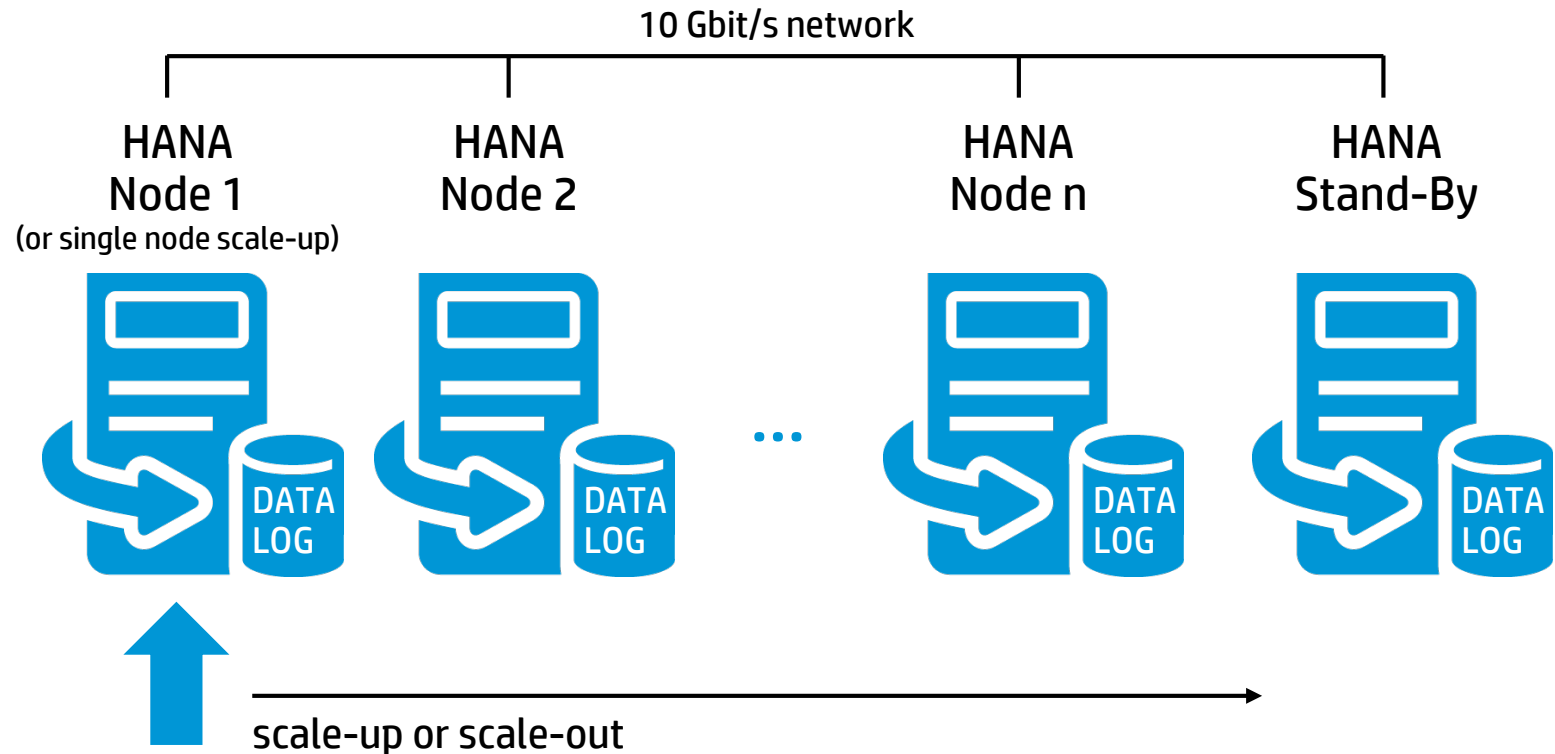 10 Gbit/s network
HANA
Node 1
(or single node scale-up)
HANA
Node 2
HANA
Node n
HANA
Stand-By
DATA
LOG
DATA
LOG
...
DATA
LOG
DATA
LOG
scale-up or scale-out